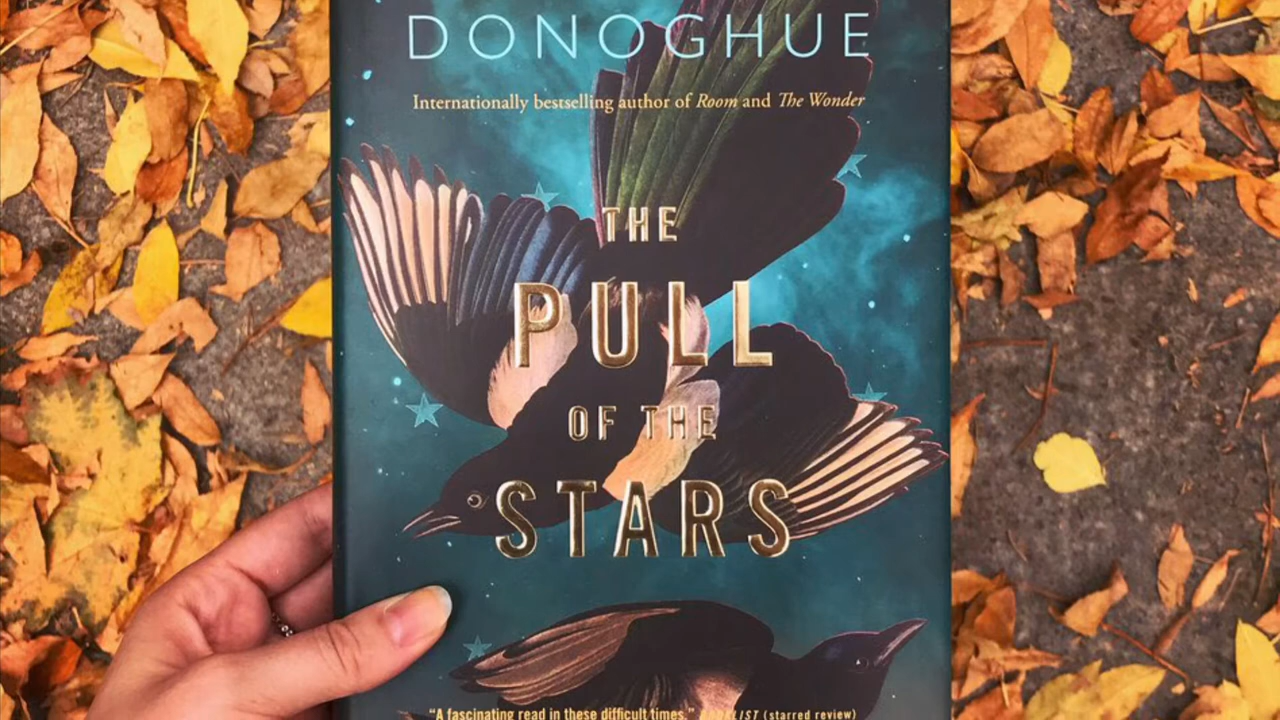 DONOGHUE
Internationally bestselling author of Room and The Wonder
THE
PULL
OF THE
STARS
“A fascinating read in these difficult times.” BOOKLIST (starred review)